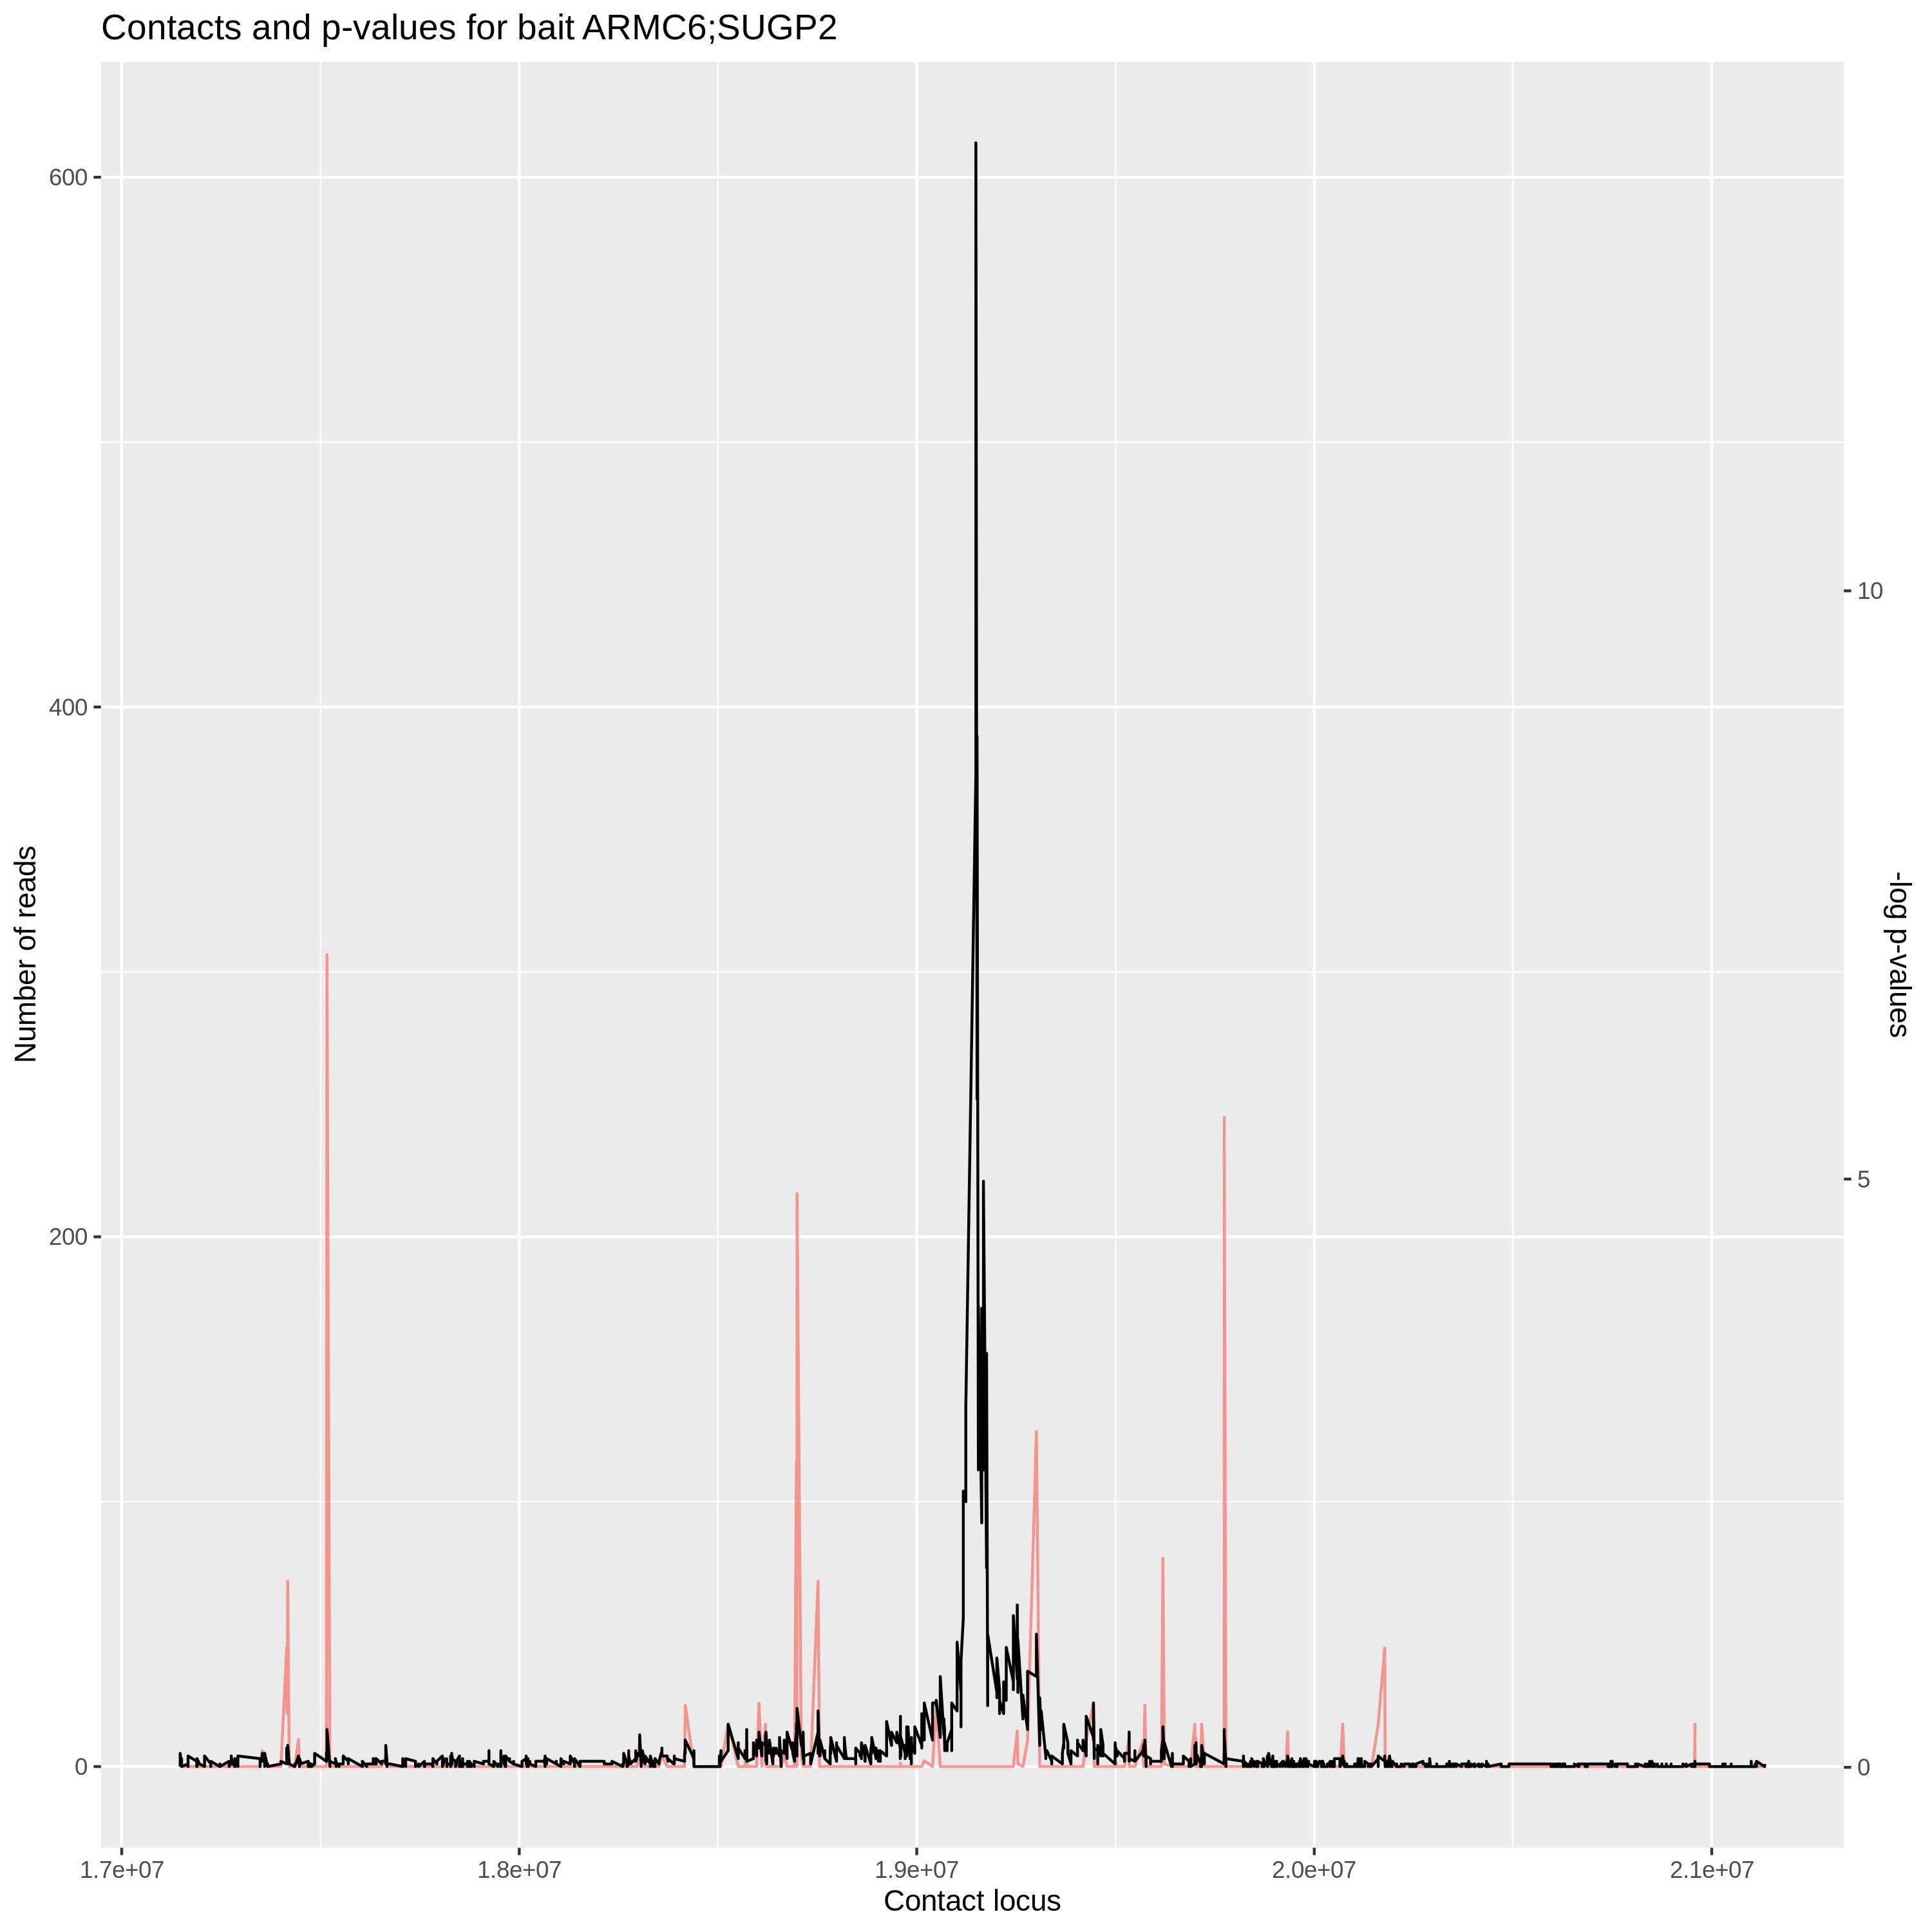 Contacts and p-values for bait ARMC6;SUGP2
600
400
200
0
Number of reads
10
5
0
-log p-values
1.7e+07
1.8e+07
1.9e+07
2.0e+07
2.1e+07
Contact locus